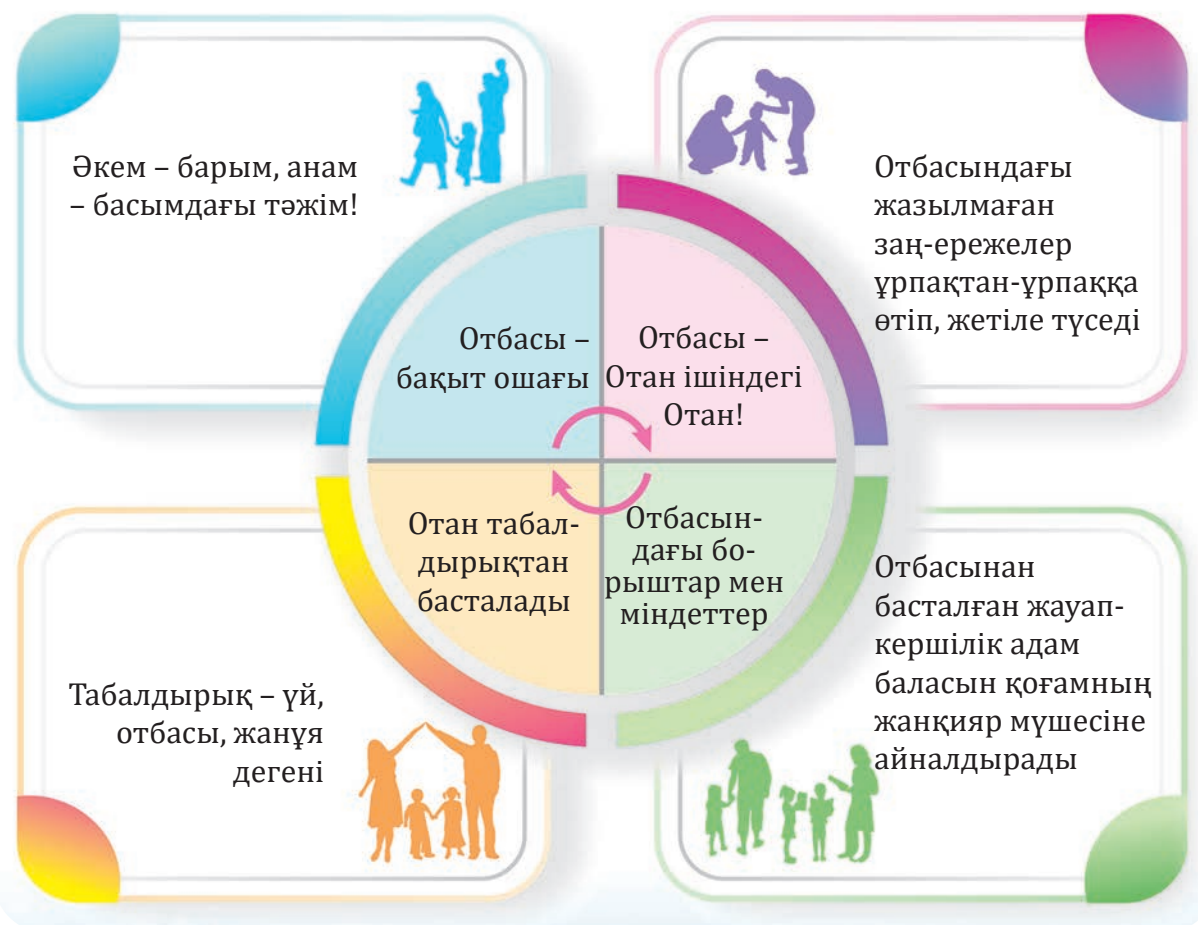 Әкем – барым, анам
– басымдағы тәжім!
Отбасындағы
жазылмаған
заң-ережелер
ұрпақтан-ұрпаққа
өтіп, жетіле түседі
Отбасы –
бақыт ошағы
Отбасы –
Отан ішіндегі
Отан!
Отан табал-
дырықтан
басталады
Отбасын-
дағы бо-
рыштар мен
міндеттер
Табалдырық – үй,
отбасы, жанұя
дегені
Отбасынан
басталған жауап-
кершілік адам
баласын қоғамның
жанқияр мүшесіне
айналдырады